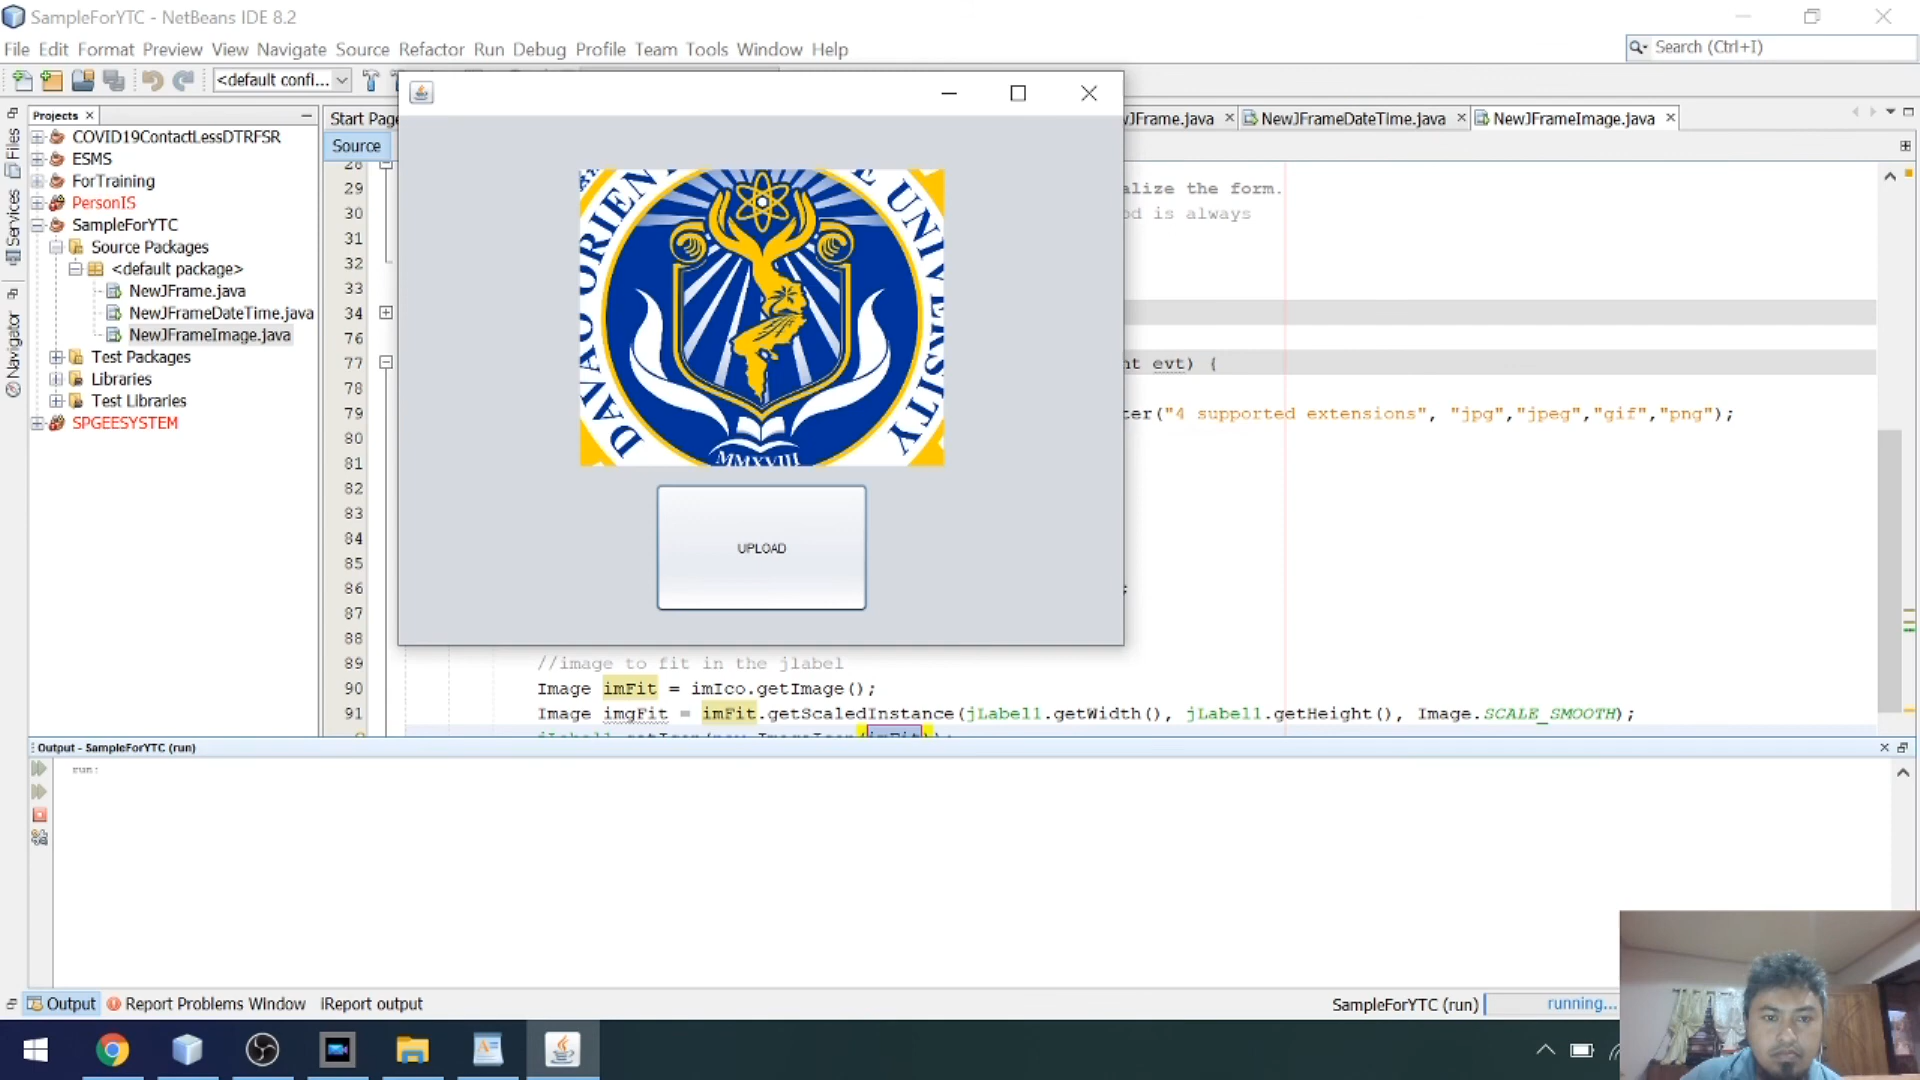 SampleForYTC - NetBeans IDE 8.2
File Edit Format Preview View Navigate Source Refactor Run Debug Profile Team Tools Window Help
Search (Ctrl+I)
<default confi...
Projects
Start Page
JFrame.java
NewJFrameDateTime.java
NewJFrameImage.java
Files
Services
Navigator
COVID19ContactLessDTRFSR
ESMS
ForTraining
PersonIS
SampleForYTC
Source Packages
<default package>
NewJFrame.java
NewJFrameDateTime.java
NewJFrameImage.java
Test Packages
Libraries
Test Libraries
SPGEESYSTEM
Source
28
29 alize the form.
30 od is always
31
32
33
34
76
77 nt evt) {
78
79 ter("4 supported extensions", "jpg","jpeg","gif","png");
80
81
82
83
84
85
86 ;
87
88
89 //image to fit in the jlabel
90 Image imFit = imIco.getImage();
91 Image imgFit = imFit.getScaledInstance(jLabel1.getWidth(), jLabel1.getHeight(), Image.SCALE_SMOOTH);
DAVAO ORIEN
E UNIVERSITY
MMXVIII
UPLOAD
Output - SampleForYTC (run)
run:
Output Report Problems Window iReport output
SampleForYTC (run) running...